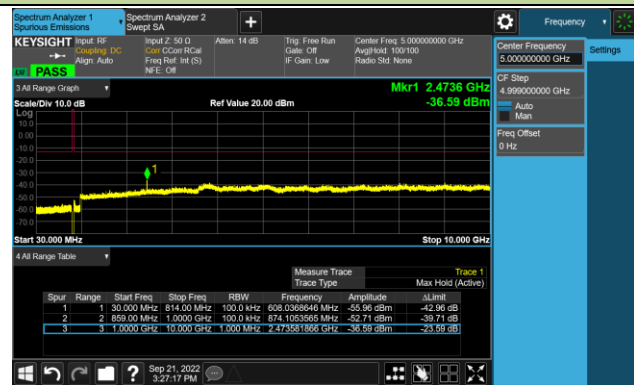 Spectrum Analyzer 1
Spurious Emissions
Spectrum Analyzer 2
Swept SA
+
Frequency
KEYSIGHT
Input: RF
Coupling: DC
Align: Auto
Input Z: 50 Ω
Corr CCorr RCal
Freq Ref: Int (S)
NFE: Off
Atten: 14 dB
Trig: Free Run
Gate: Off
IF Gain: Low
Center Freq: 5.000000000 GHz
Avg|Hold: 100/100
Radio Std: None
PASS
Center Frequency
5.000000000 GHz
Settings
CF Step
4.999000000 GHz
Auto
Man
Freq Offset
0 Hz
3 All Range Graph
Mkr1 2.4736 GHz
Scale/Div 10.0 dB
Ref Value 20.00 dBm
-36.59 dBm
Log
10.0
0.00
-10.0
-20.0
-30.0
-40.0
-50.0
-60.0
-70.0
1
Start 30.000 MHz
Stop 10.000 GHz
4 All Range Table
Measure Trace Trace 1
Trace Type Max Hold (Active)
Spur Range Start Freq Stop Freq RBW Frequency Amplitude ΔLimit
1 1 30.000 MHz 814.00 MHz 100.0 kHz 608.0368646 MHz -55.96 dBm -42.96 dB
2 2 859.00 MHz 1.0000 GHz 100.0 kHz 874.1053565 MHz -52.71 dBm -39.71 dB
3 3 1.0000 GHz 10.000 GHz 1.000 MHz 2.473581866 GHz -36.59 dBm -23.59 dB
?
Sep 21, 2022
3:27:17 PM